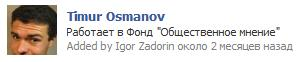 Timur Osmanov
Работает в Фонд "Общественное мнение"
Added by Igor Zadorin около 2 месяцев назад